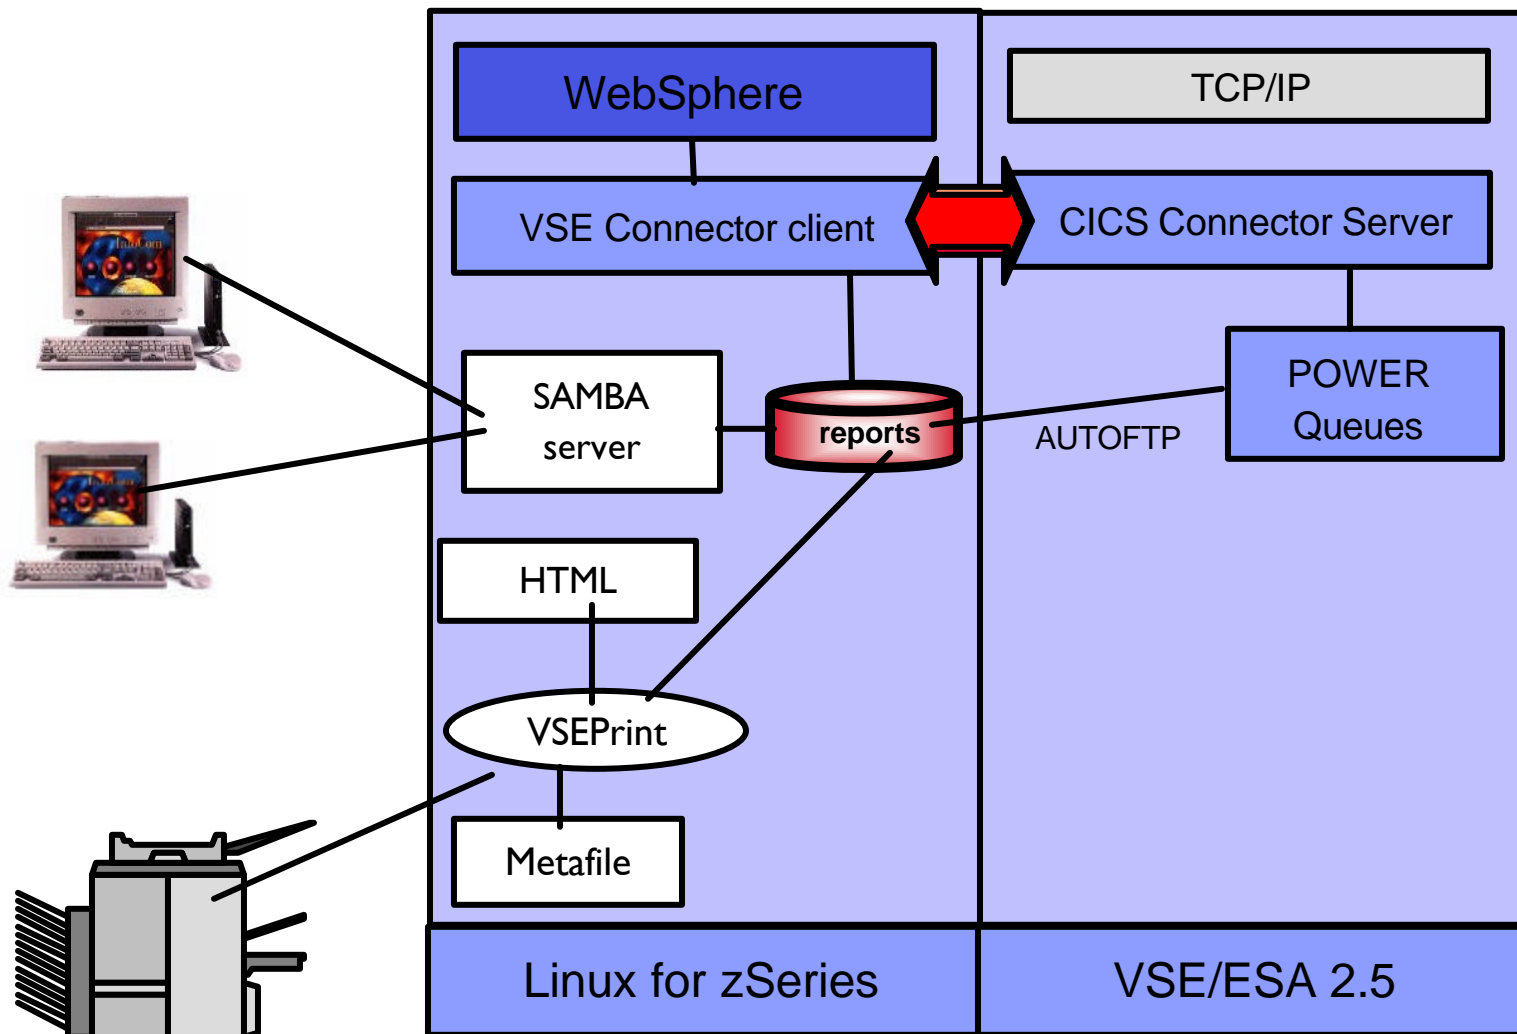 WebSphere
TCP/IP
VSE Connector client
CICS Connector Server
InfoCom
SAMBA
server
reports
AUTOFTP
POWER
Queues
HTML
VSEPrint
Metafile
Linux for zSeries
VSE/ESA 2.5